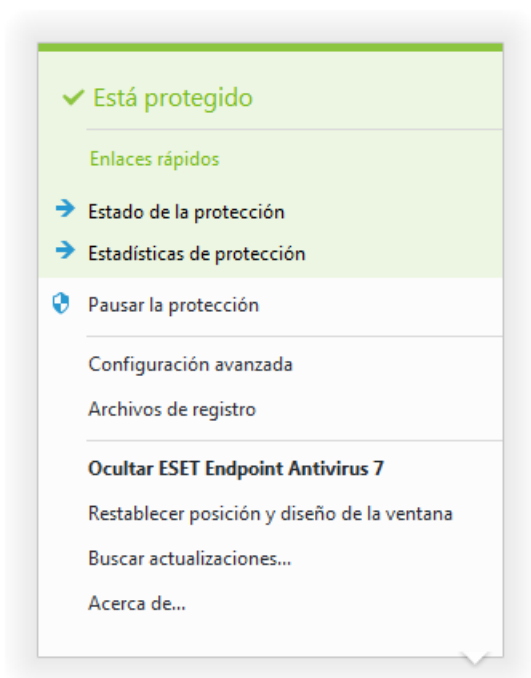 Está protegido
Enlaces rápidos
Estado de la protección
Estadísticas de protección
Pausar la protección
Configuración avanzada
Archivos de registro
Ocultar ESET Endpoint Antivirus 7
Restablecer posición y diseño de la ventana
Buscar actualizaciones...
Acerca de...